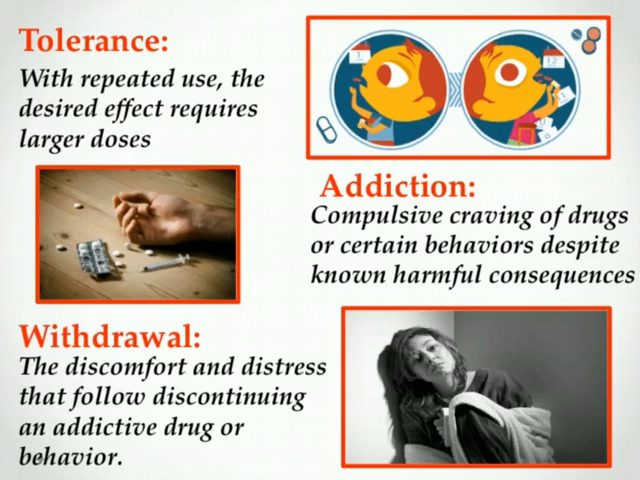 Tolerance:
With repeated use, the
desired effect requires
larger doses
Addiction:
Compulsive craving of drugs
or certain behaviors despite
known harmful consequences
Withdrawal:
The discomfort and distress
that follow discontinuing
an addictive drug or
behavior.